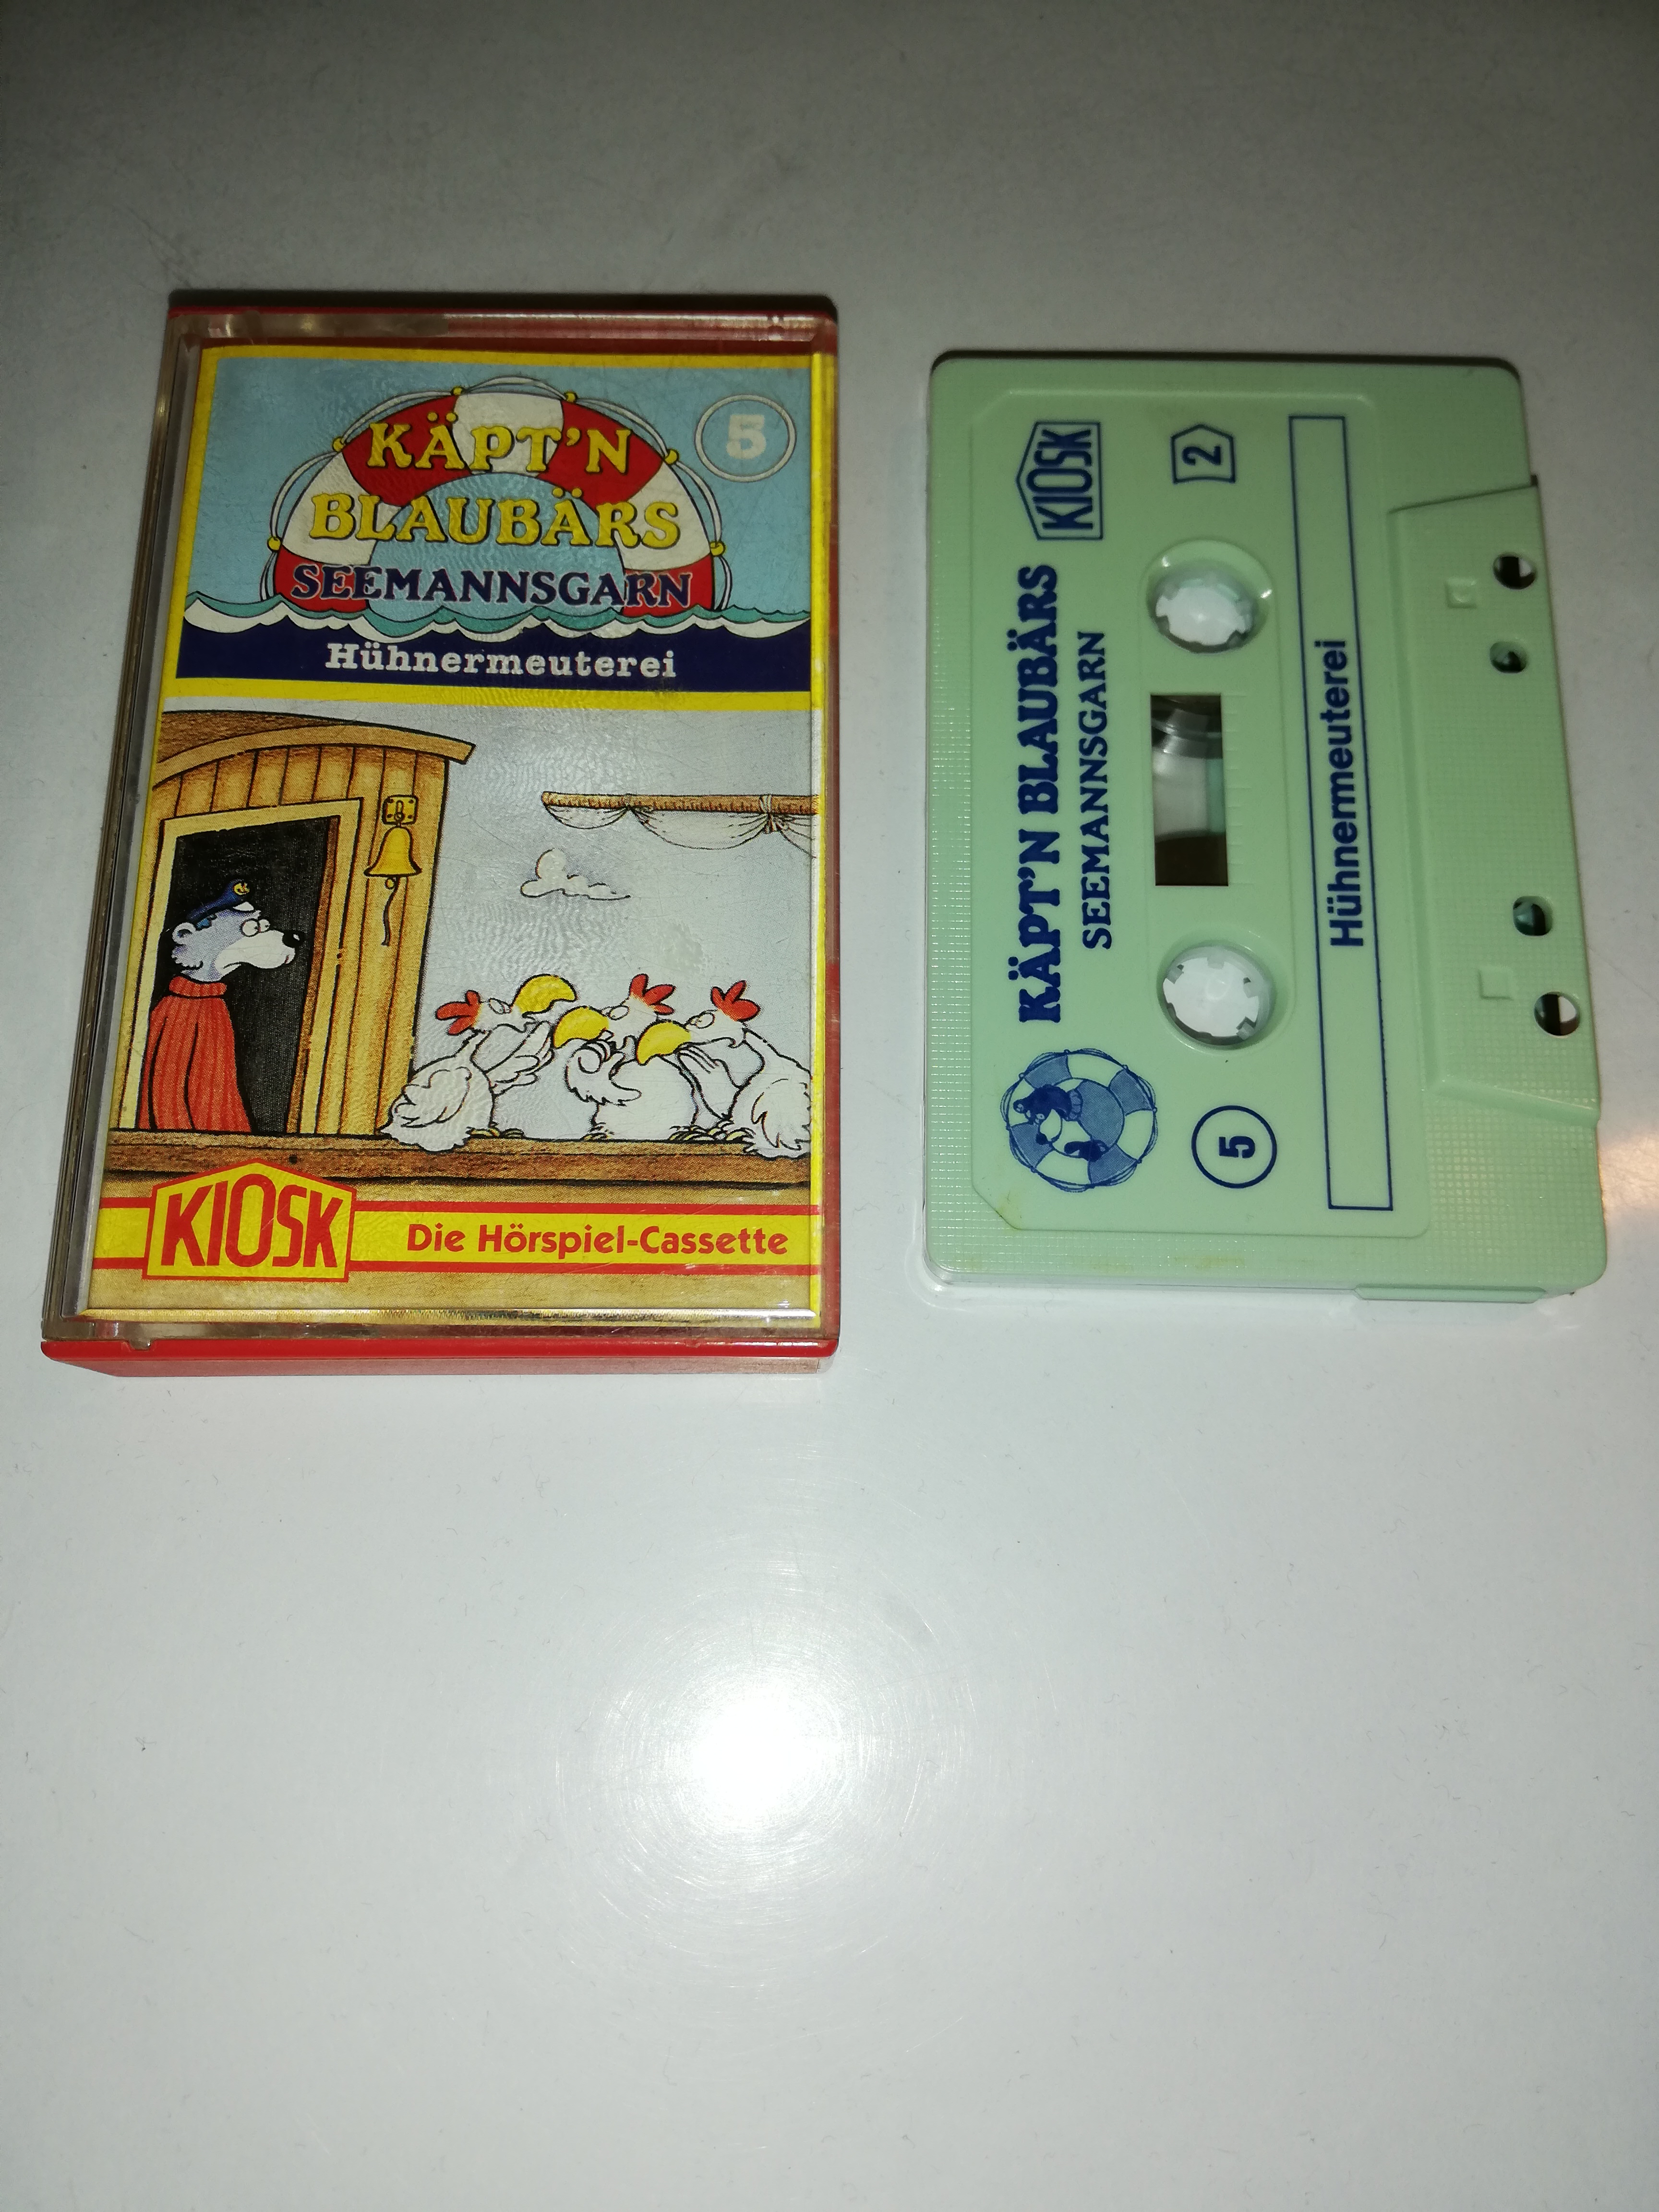 5
KÄPT'N
BLAUBÄRS
SEEMANNSGARN
Hühnermeuterei
KIOSK
Die Hörspiel-Cassette
KÄPT'N BLAUBÄRS
SEEMANNSGARN
KIOSK
5
2
Hühnermeuterei